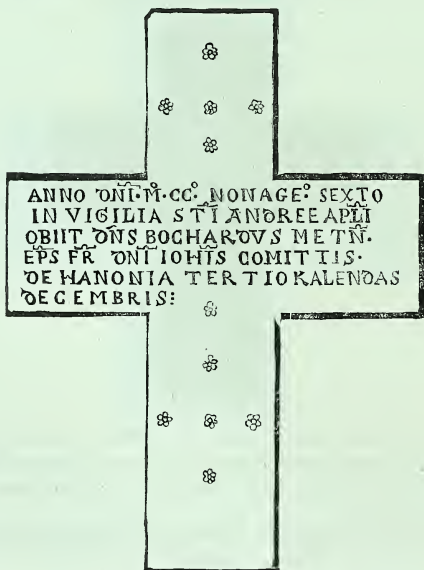 ANNO DNI·M·CC· NONAGE° SEXTO
IN VIGILIA STI ANDREE APLI
OBIIT DNS BOCHARDVS METN·
EPS FR DNI IOHIS COMITTIS·
DE HANONIA TERTIO KALENDAS
DECEMBRIS: